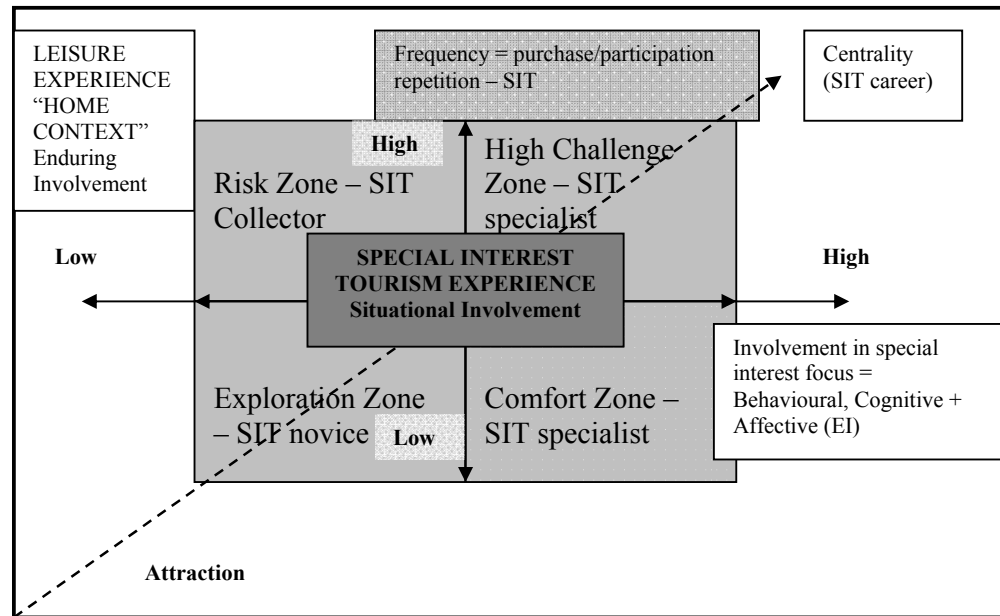 LEISURE
EXPERIENCE
“HOME
CONTEXT”
Enduring
Involvement
Frequency = purchase/participation
repetition – SIT
Centrality
(SIT career)
High
Risk Zone – SIT
Collector
High Challenge
Zone – SIT
specialist
Low
SPECIAL INTEREST
TOURISM EXPERIENCE
Situational Involvement
High
Exploration Zone
– SIT novice
Low
Comfort Zone –
SIT specialist
Involvement in special
interest focus =
Behavioural, Cognitive +
Affective (EI)
Attraction